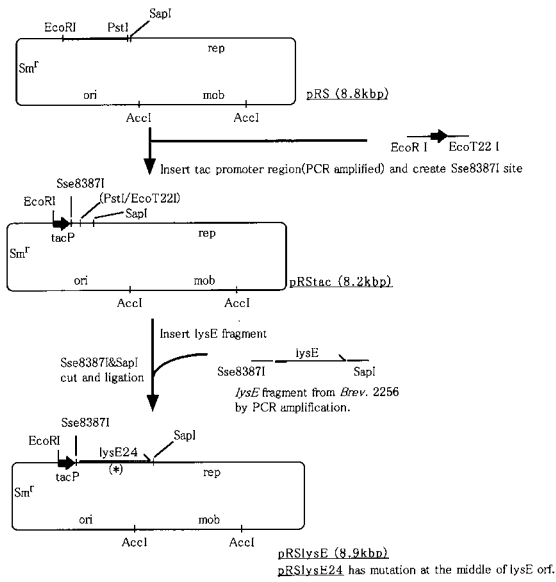 SapI
EcoRI PstI
rep
Smr
ori mob
AccI AccI
pRS (8.8kbp)
EcoR I EcoT22 I
Insert tac promoter region(PCR amplified) and create Sse8387I site
Sse8387I
EcoRI (PstI/EcoT22I)
SapI
tacP rep
Smr
ori mob
AccI AccI
pRStac (8.2kbp)
Insert lysE fragment
Sse8387I&SapI
cut and ligation
lysE
Sse8387I SapI
lysE fragment from Brev. 2256
by PCR amplification.
Sse8387I
EcoRI lysE24 SapI
tacP (*) rep
Smr
ori mob
AccI AccI
pRSlysE (8.9kbp)
pRSlysE24 has mutation at the middle of lysE orf.